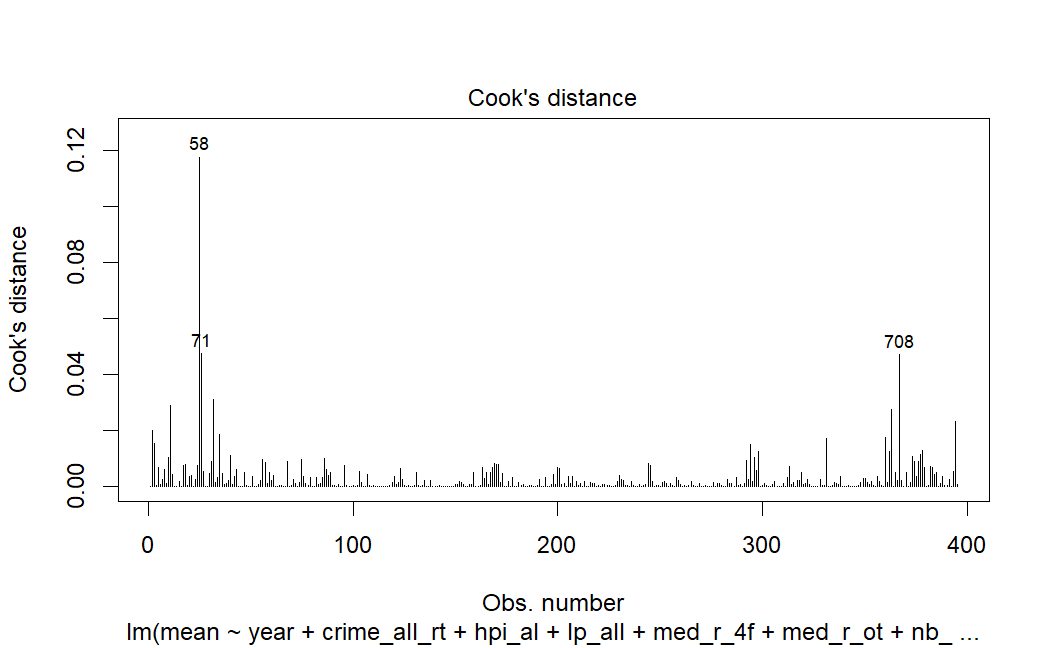 Cook's distance
58
71
708
0.12
0.08
0.04
0.00
Cook's distance
0 100 200 300 400
Obs. number
lm(mean ~ year + crime_all_rt + hpi_al + lp_all + med_r_4f + med_r_ot + nb_ ...